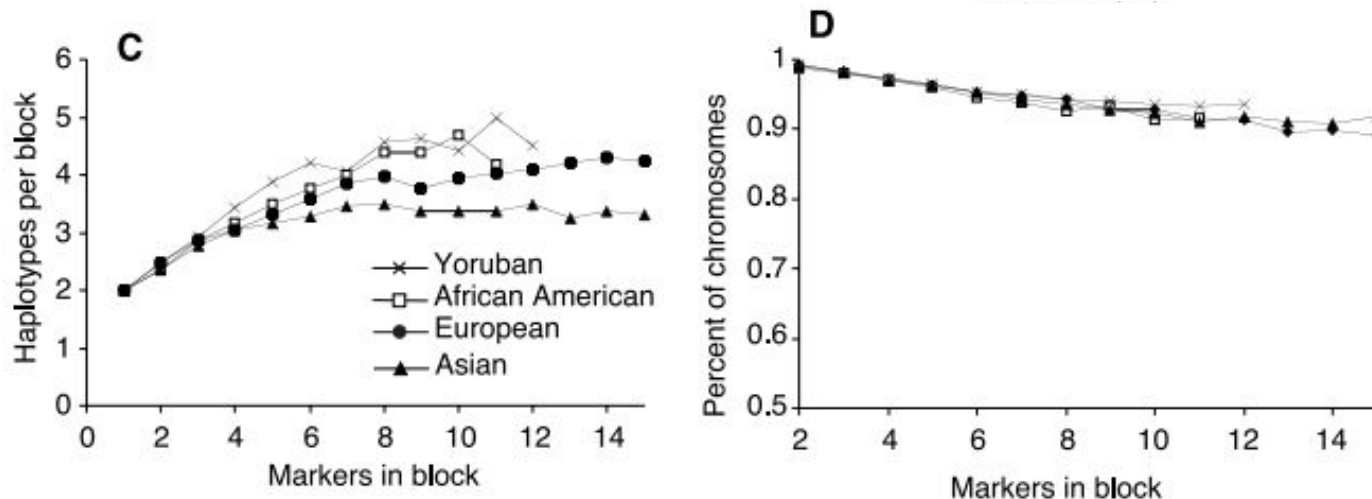 C
Haplotypes per block
6
5
4
3
2
1
0
0 2 4 6 8 10 12 14
Markers in block
Yoruban
African American
European
Asian
D
Percent of chromosomes
1
0.9
0.8
0.7
0.6
0.5
2 4 6 8 10 12 14
Markers in block